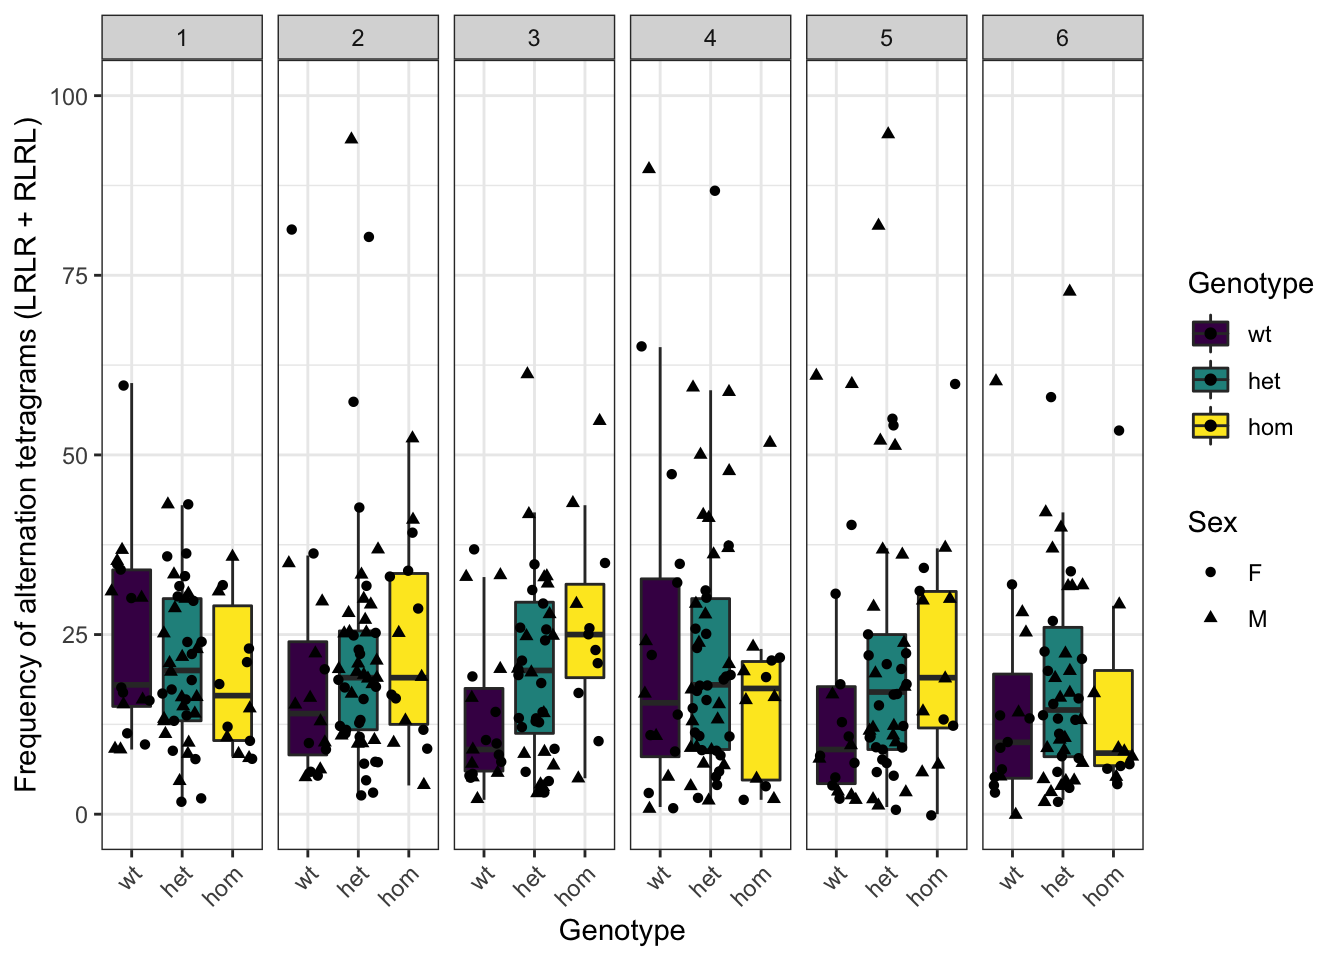 1 2 3 4 5 6
Frequency of alternation tetragrams (LRLR + RLRL)
100
75
50
25
0
wt het hom wt het hom wt het hom wt het hom wt het hom wt het hom
Genotype
Genotype
wt
het
hom
Sex
F
M